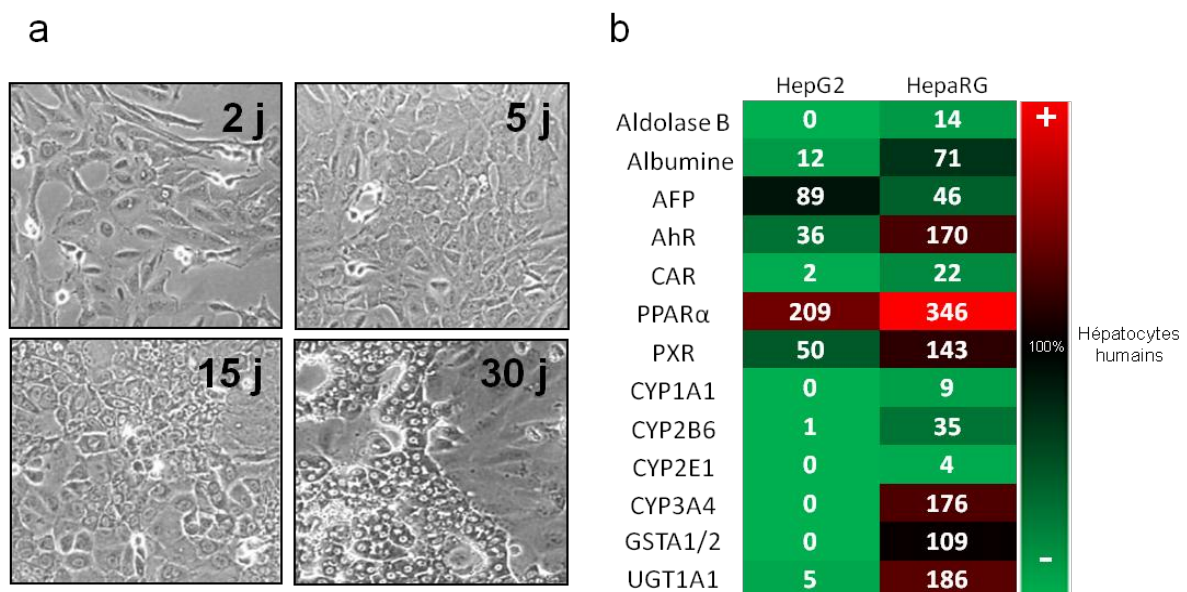 a
b
2 j
5 j
15 j
30 j
HepG2 HepaRG
Aldolase B 0 14
Albumine 12 71
AFP 89 46
AhR 36 170
CAR 2 22
PPARα 209 346
PXR 50 143
CYP1A1 0 9
CYP2B6 1 35
CYP2E1 0 4
CYP3A4 0 176
GSTA1/2 0 109
UGT1A1 5 186
+
100%
-
Hépatocytes
humains